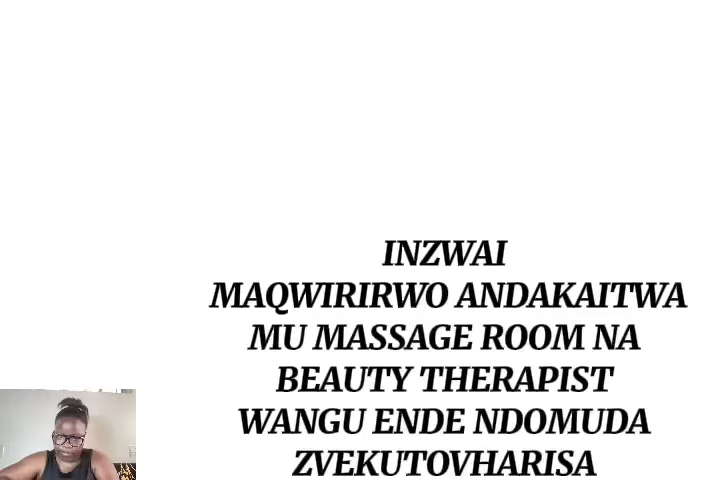 INZWAI
MAQWIRIRWO ANDAKAITWA
MU MASSAGE ROOM NA
BEAUTY THERAPIST
WANGU ENDE NDOMUDA
ZVEKUTOVHARISA